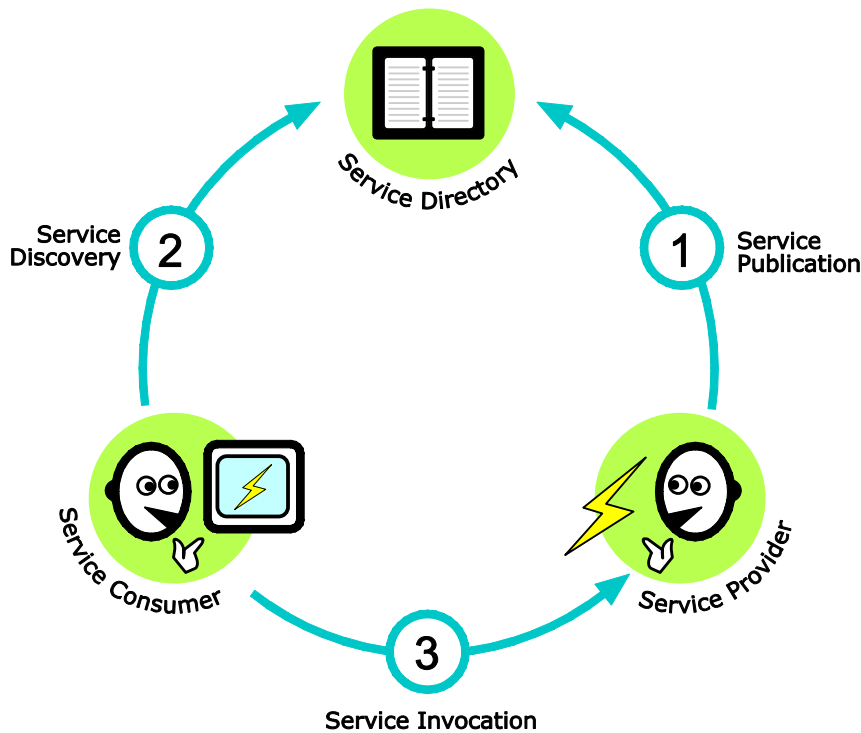 Service Directory
Service
Discovery
2
1
Service
Publication
Service Consumer
Service Provider
3
Service Invocation